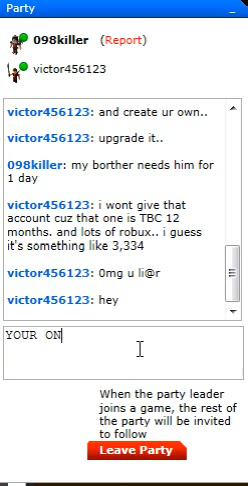 Party
098killer (Report)
victor456123
victor456123: and create ur own..
victor456123: upgrade it..
098killer: my borther needs him for
1 day
victor456123: i wont give that
account cuz that one is TBC 12
months. and lots of robux.. i guess
it's something like 3,334
victor456123: 0mg u li@r
victor456123: hey
YOUR ON
When the party leader
joins a game, the rest of
the party will be invited
to follow
Leave Party